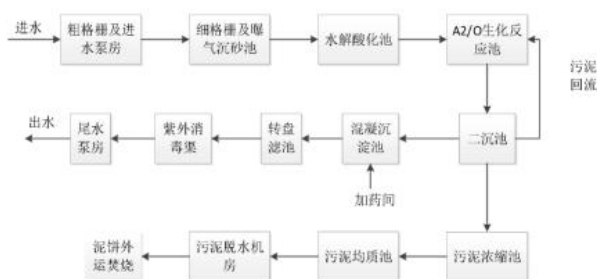 进水
粗格栅及进
水泵房
细格栅及曝
气沉砂池
水解酸化池
A2/O生化反
应池
污泥
回流
出水
尾水
泵房
紫外消
毒渠
转盘
滤池
混凝沉
淀池
二沉池
加药间
泥饼外
运焚烧
污泥脱水机
房
污泥均质池
污泥浓缩池